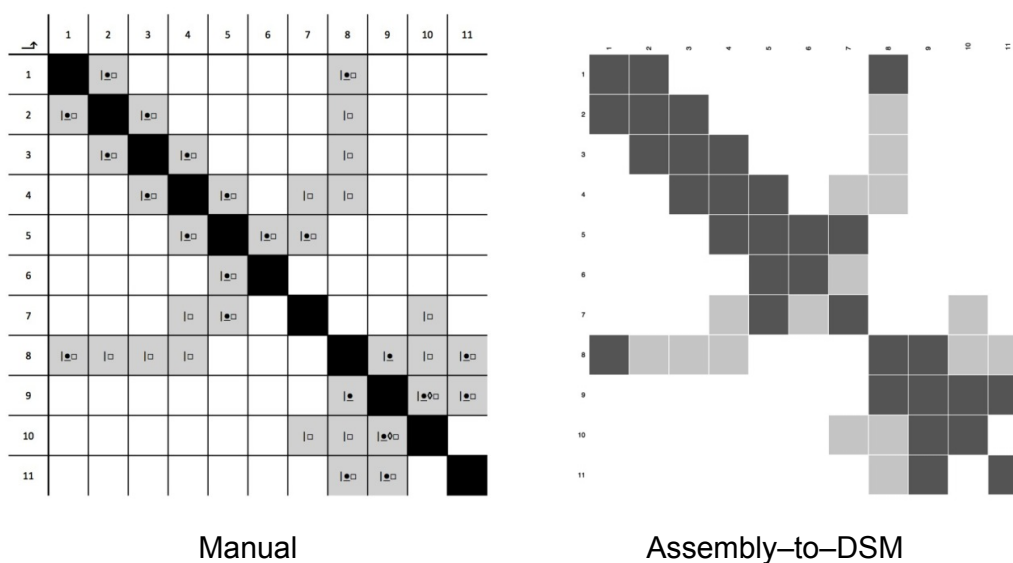 1 2 3 4 5 6 7 8 9 10 11
1 |●□ |●□
2 |●□ |●□ |□
3 |●□ |●□ |□
4 |●□ |●□ |□ |□
5 |●□ |●□ |●□
6 |●□
7 |□ |●□ |□
8 |●□ |□ |□ |□ |● |□ |●□
9 |● |●◊□ |●□
10 |□ |□ |●◊□
11 |●□ |●□
Manual
1 2 3 4 5 6 7 8 9 10 11
1
2
3
4
5
6
7
8
9
10
11
Assembly–to–DSM